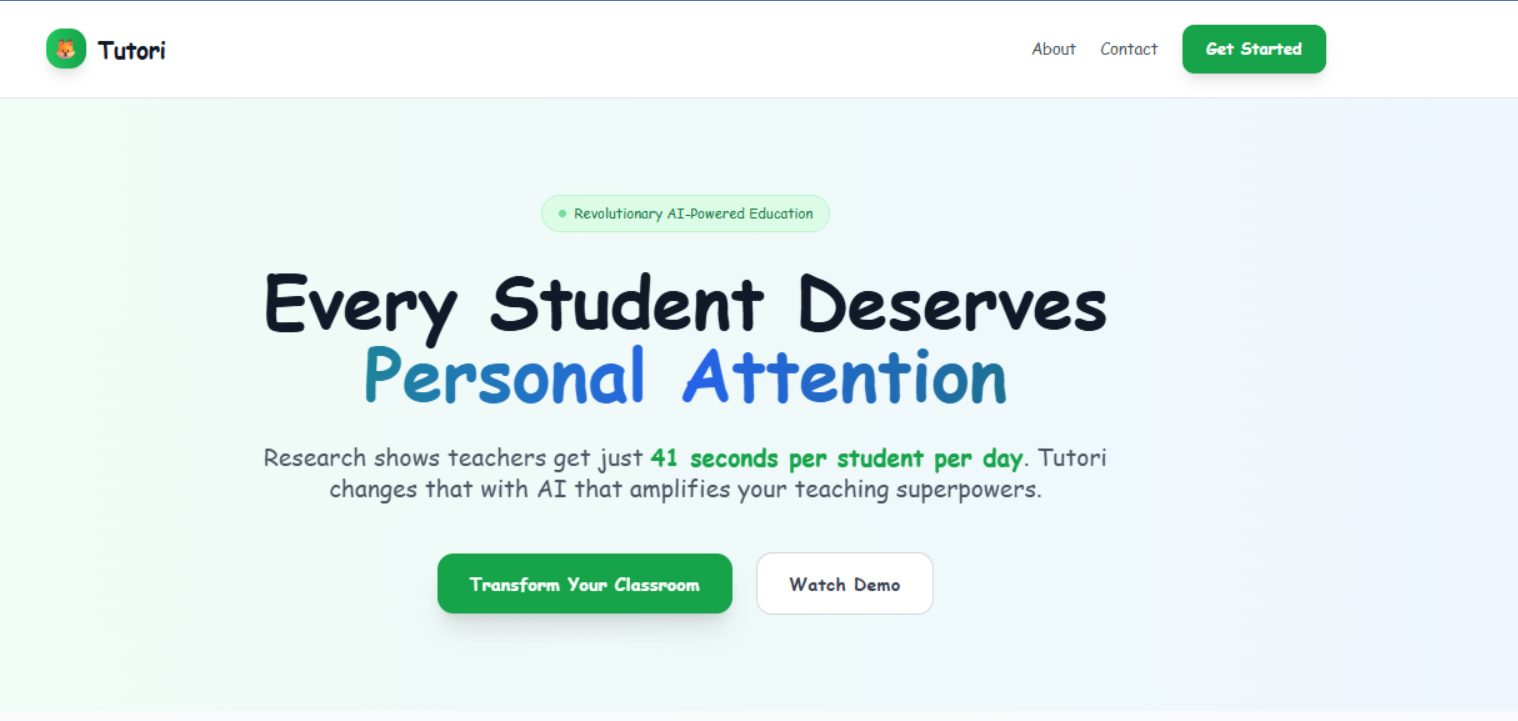 Tutori
About
Contact
Get Started
Revolutionary AI-Powered Education
Every Student Deserves
Personal Attention
Research shows teachers get just 41 seconds per student per day. Tutori
changes that with AI that amplifies your teaching superpowers.
Transform Your Classroom
Watch Demo